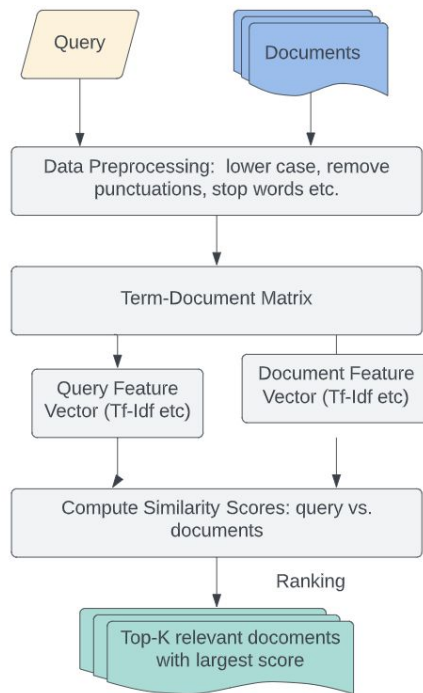 Query
Documents
Data Preprocessing: lower case, remove
punctuations, stop words etc.
Term-Document Matrix
Query Feature
Vector (Tf-Idf etc)
Document Feature
Vector (Tf-Idf etc)
Compute Similarity Scores: query vs.
documents
Ranking
Top-K relevant docoments
with largest score